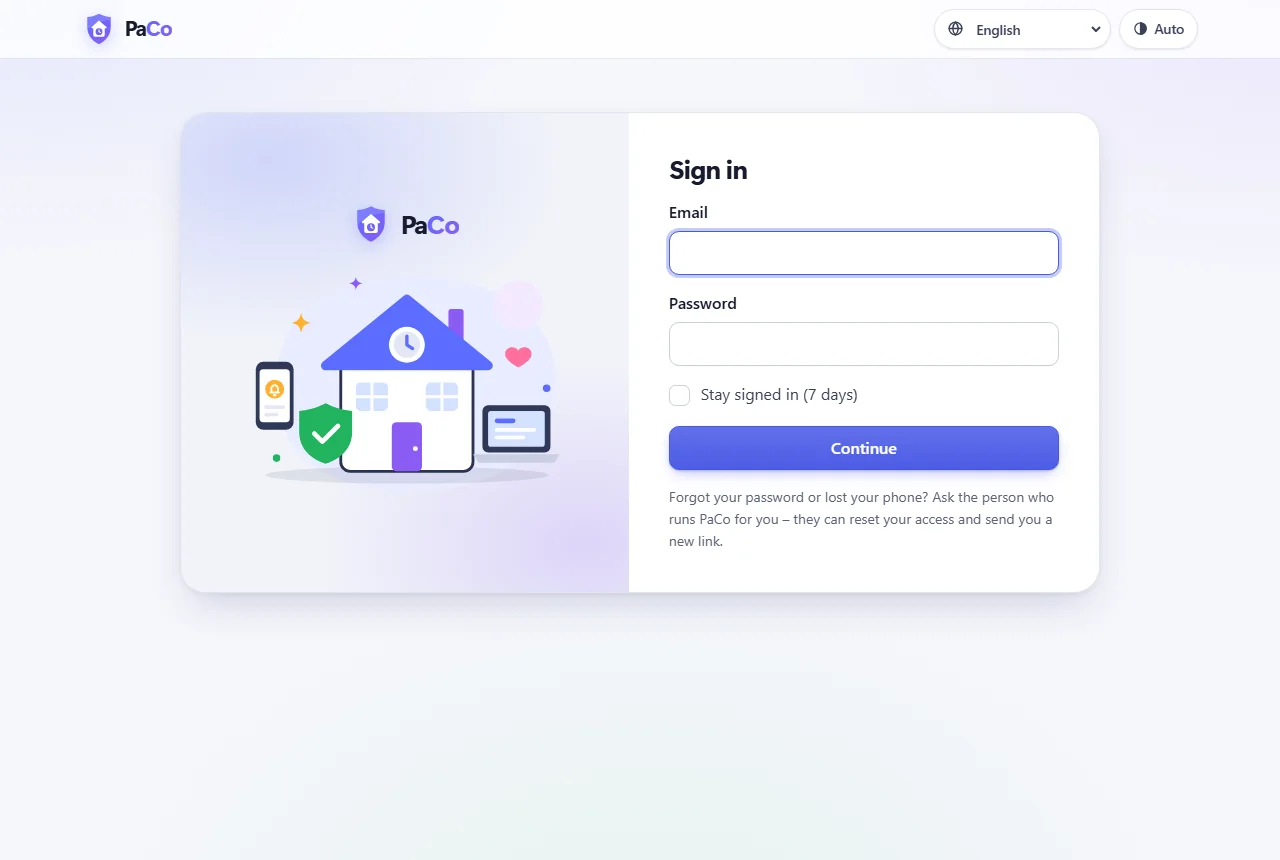 PaCo
English
Auto
PaCo
Sign in
Email
Password
Stay signed in (7 days)
Continue
Forgot your password or lost your phone? Ask the person who
runs PaCo for you – they can reset your access and send you a
new link.